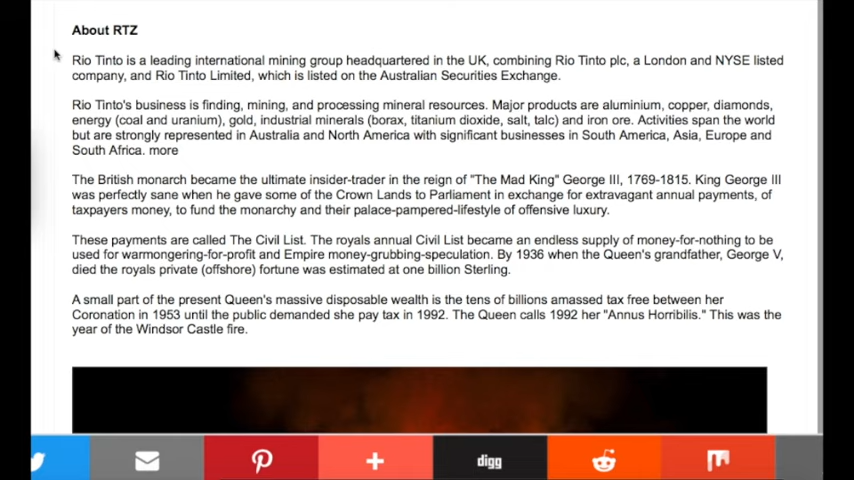 About RTZ
Rio Tinto is a leading international mining group headquartered in the UK, combining Rio Tinto plc, a London and NYSE listed
company, and Rio Tinto Limited, which is listed on the Australian Securities Exchange.
Rio Tinto's business is finding, mining, and processing mineral resources. Major products are aluminium, copper, diamonds,
energy (coal and uranium), gold, industrial minerals (borax, titanium dioxide, salt, talc) and iron ore. Activities span the world
but are strongly represented in Australia and North America with significant businesses in South America, Asia, Europe and
South Africa. more
The British monarch became the ultimate insider-trader in the reign of "The Mad King" George III, 1769-1815. King George III
was perfectly sane when he gave some of the Crown Lands to Parliament in exchange for extravagant annual payments, of
taxpayers money, to fund the monarchy and their palace-pampered-lifestyle of offensive luxury.
These payments are called The Civil List. The royals annual Civil List became an endless supply of money-for-nothing to be
used for warmongering-for-profit and Empire money-grubbing-speculation. By 1936 when the Queen's grandfather, George V,
died the royals private (offshore) fortune was estimated at one billion Sterling.
A small part of the present Queen's massive disposable wealth is the tens of billions amassed tax free between her
Coronation in 1953 until the public demanded she pay tax in 1992. The Queen calls 1992 her "Annus Horribilis." This was the
year of the Windsor Castle fire.
digg